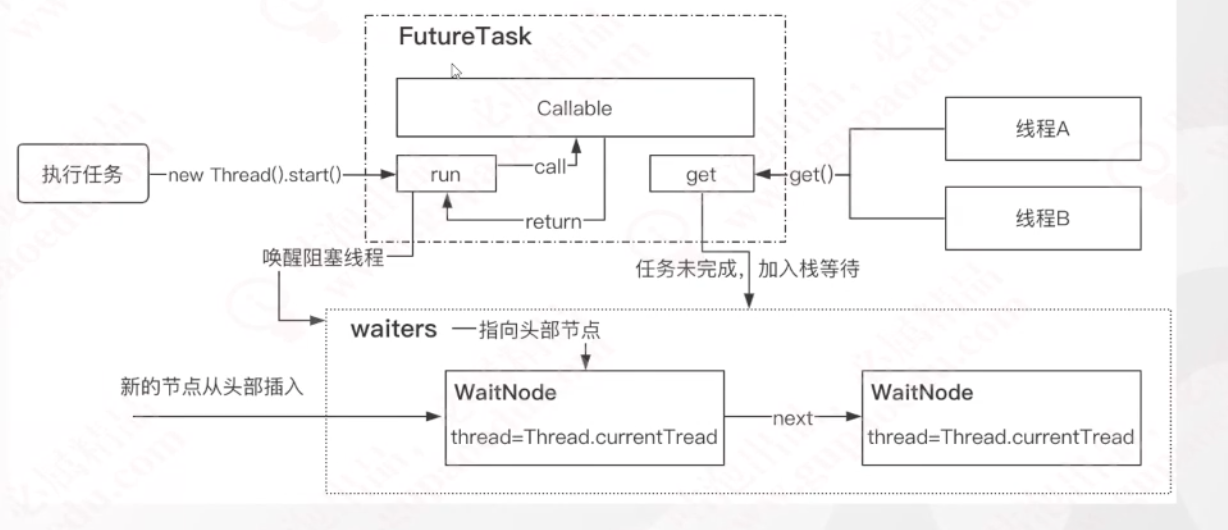 FutureTask
Callable
执行任务
new Thread().start()
run
call
get
get()
线程A
return
线程B
唤醒阻塞线程
任务未完成，加入栈等待
waiters
指向头部节点
新的节点从头部插入
WaitNode
thread=Thread.currentTread
next
WaitNode
thread=Thread.currentTread